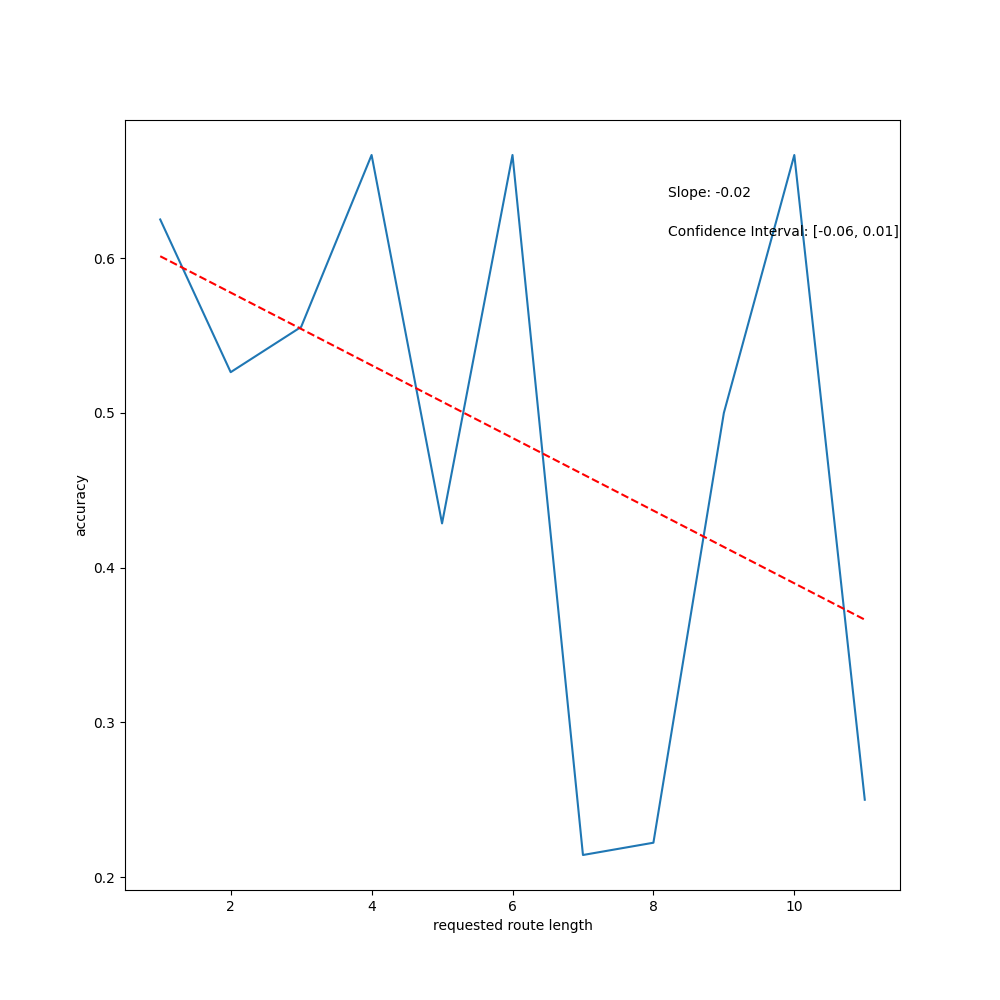 Slope: -0.02
Confidence Interval: [-0.06, 0.01]
accuracy
0.6
0.5
0.4
0.3
0.2
2 4 6 8 10
requested route length